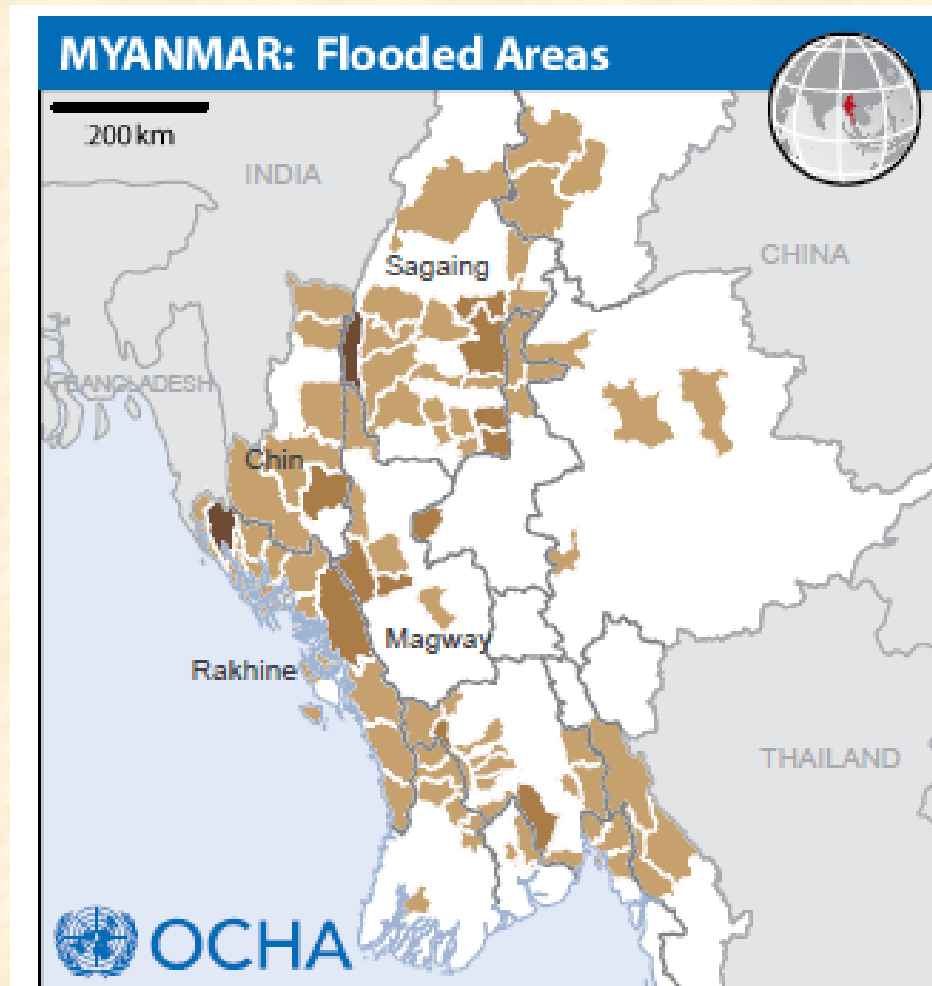 MYANMAR: Flooded Areas
200 km
INDIA
CHINA
Sagaing
BANGLADESH
Chin
Magway
Rakhine
THAILAND
OCHA